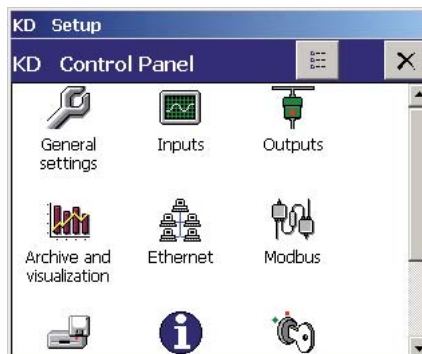 KD Setup
KD Control Panel
General settings
Inputs
Outputs
Archive and visualization
Ethernet
Modbus